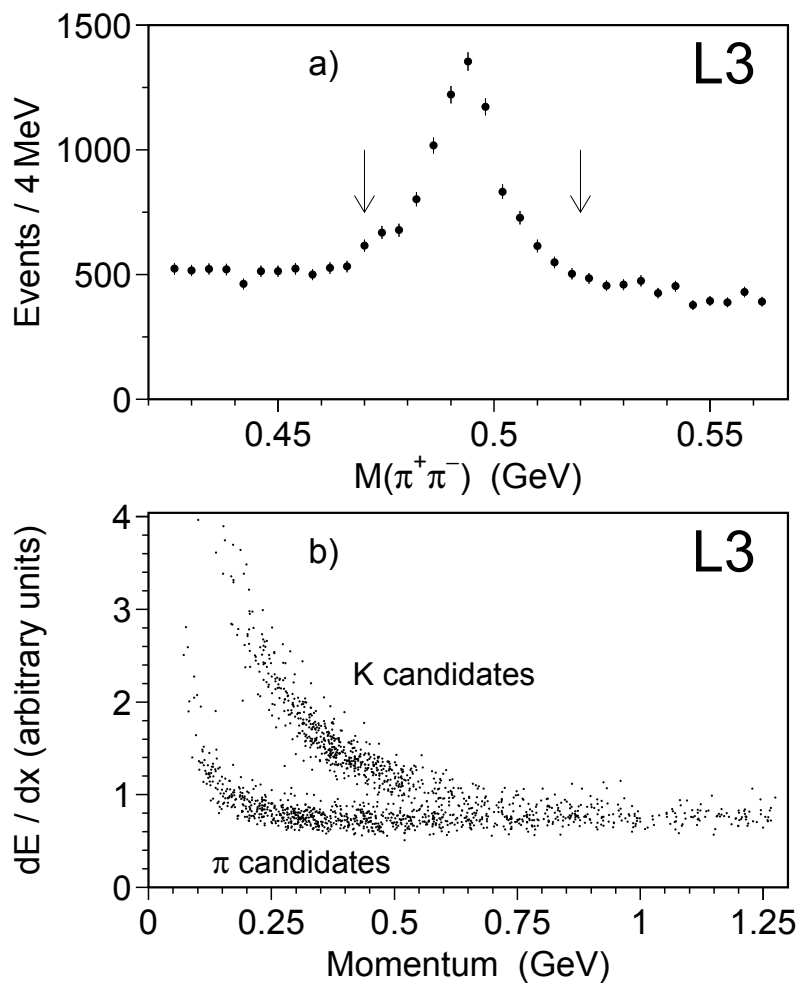 1500
1000
500
0
Events / 4 MeV
a)
L3
0.45
0.5
0.55
M(π⁺π⁻) (GeV)
4
3
2
1
0
dE / dx (arbitrary units)
b)
L3
K candidates
π candidates
0
0.25
0.5
0.75
1
1.25
Momentum (GeV)